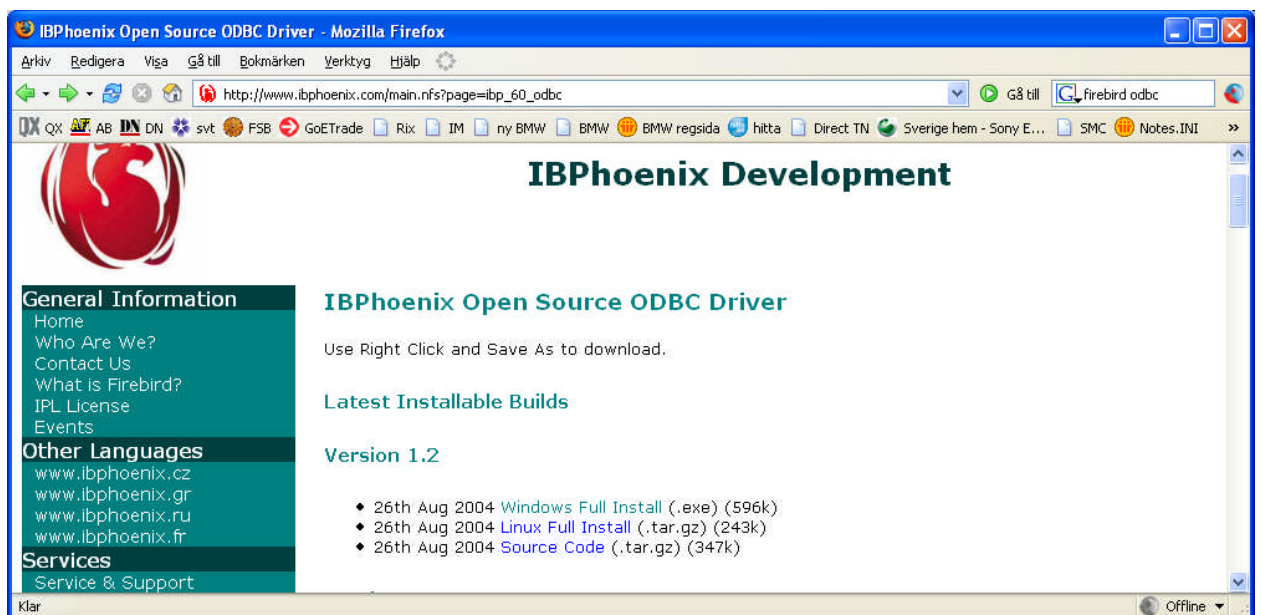 IBPhoenix Open Source ODBC Driver - Mozilla Firefox
Arkiv Redigera Visa Gå till Bokmärken Verktyg Hjälp
http://www.ibphoenix.com/main.nfs?page=ibp_60_odbc Gå till firebird odbc
QX AB DN svt FSB GoETrade Rix IM ny BMW BMW BMW regsida hitta Direct TN Sverige hem - Sony E... SMC Notes.INI »
IBPhoenix Development
General Information
Home
Who Are We?
Contact Us
What is Firebird?
IPL License
Events
Other Languages
www.ibphoenix.cz
www.ibphoenix.gr
www.ibphoenix.ru
www.ibphoenix.fr
Services
Service & Support
IBPhoenix Open Source ODBC Driver
Use Right Click and Save As to download.
Latest Installable Builds
Version 1.2
26th Aug 2004 Windows Full Install (.exe) (596k)
26th Aug 2004 Linux Full Install (.tar.gz) (243k)
26th Aug 2004 Source Code (.tar.gz) (347k)
Klar Offline